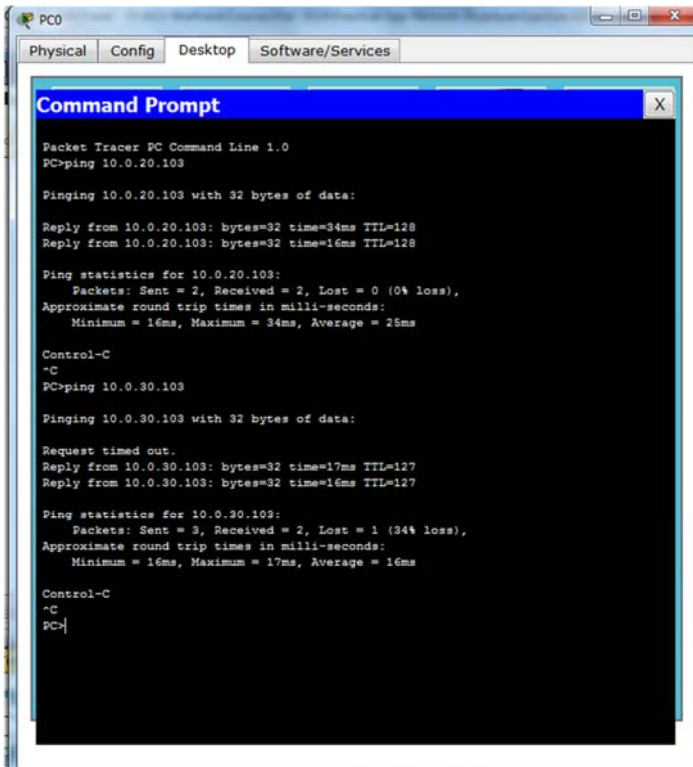 PC0
Physical Config Desktop Software/Services
Command Prompt
X
Packet Tracer PC Command Line 1.0
PC>ping 10.0.20.103
Pinging 10.0.20.103 with 32 bytes of data:
Reply from 10.0.20.103: bytes=32 time=34ms TTL=128
Reply from 10.0.20.103: bytes=32 time=16ms TTL=128
Ping statistics for 10.0.20.103:
Packets: Sent = 2, Received = 2, Lost = 0 (0% loss),
Approximate round trip times in milli-seconds:
Minimum = 16ms, Maximum = 34ms, Average = 25ms
Control-C
^C
PC>ping 10.0.30.103
Pinging 10.0.30.103 with 32 bytes of data:
Request timed out.
Reply from 10.0.30.103: bytes=32 time=17ms TTL=127
Reply from 10.0.30.103: bytes=32 time=16ms TTL=127
Ping statistics for 10.0.30.103:
Packets: Sent = 3, Received = 2, Lost = 1 (34% loss),
Approximate round trip times in milli-seconds:
Minimum = 16ms, Maximum = 17ms, Average = 16ms
Control-C
^C
PC>